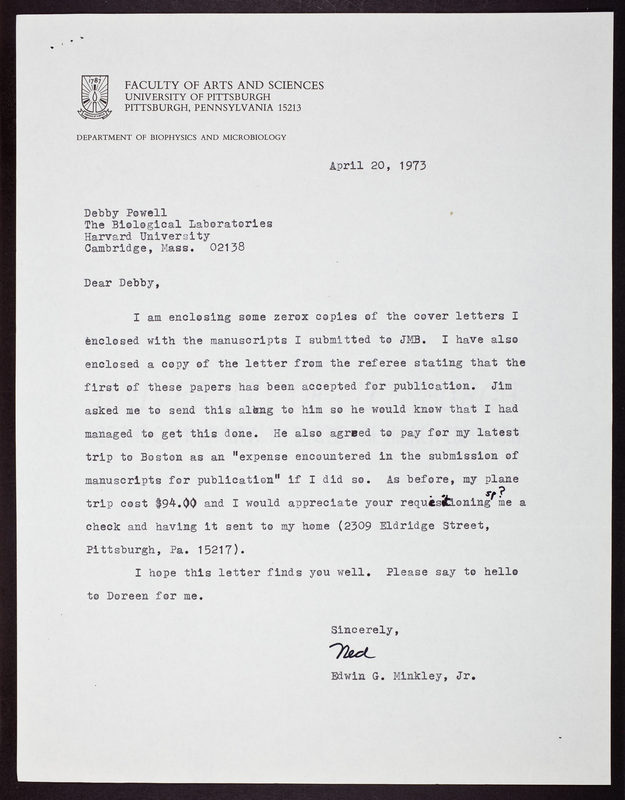 1787
FACULTY OF ARTS AND SCIENCES
UNIVERSITY OF PITTSBURGH
PITTSBURGH, PENNSYLVANIA 15213
DEPARTMENT OF BIOPHYSICS AND MICROBIOLOGY
April 20, 1973
Debby Powell
The Biological Laboratories
Harvard University
Cambridge, Mass. 02138
Dear Debby,
I am enclosing some zerox copies of the cover letters I
enclosed with the manuscripts I submitted to JMB. I have also
enclosed a copy of the letter from the referee stating that the
first of these papers has been accepted for publication. Jim
asked me to send this along to him so he would know that I had
managed to get this done. He also agreed to pay for my latest
trip to Boston as an "expense encountered in the submission of
manuscripts for publication" if I did so. As before, my plane
sp?
trip cost $94.00 and I would appreciate your requisitioning me a
check and having it sent to my home (2309 Eldridge Street,
Pittsburgh, Pa. 15217).
I hope this letter finds you well. Please say to hello
to Doreen for me.
Sincerely,
Ned
Edwin G. Minkley, Jr.